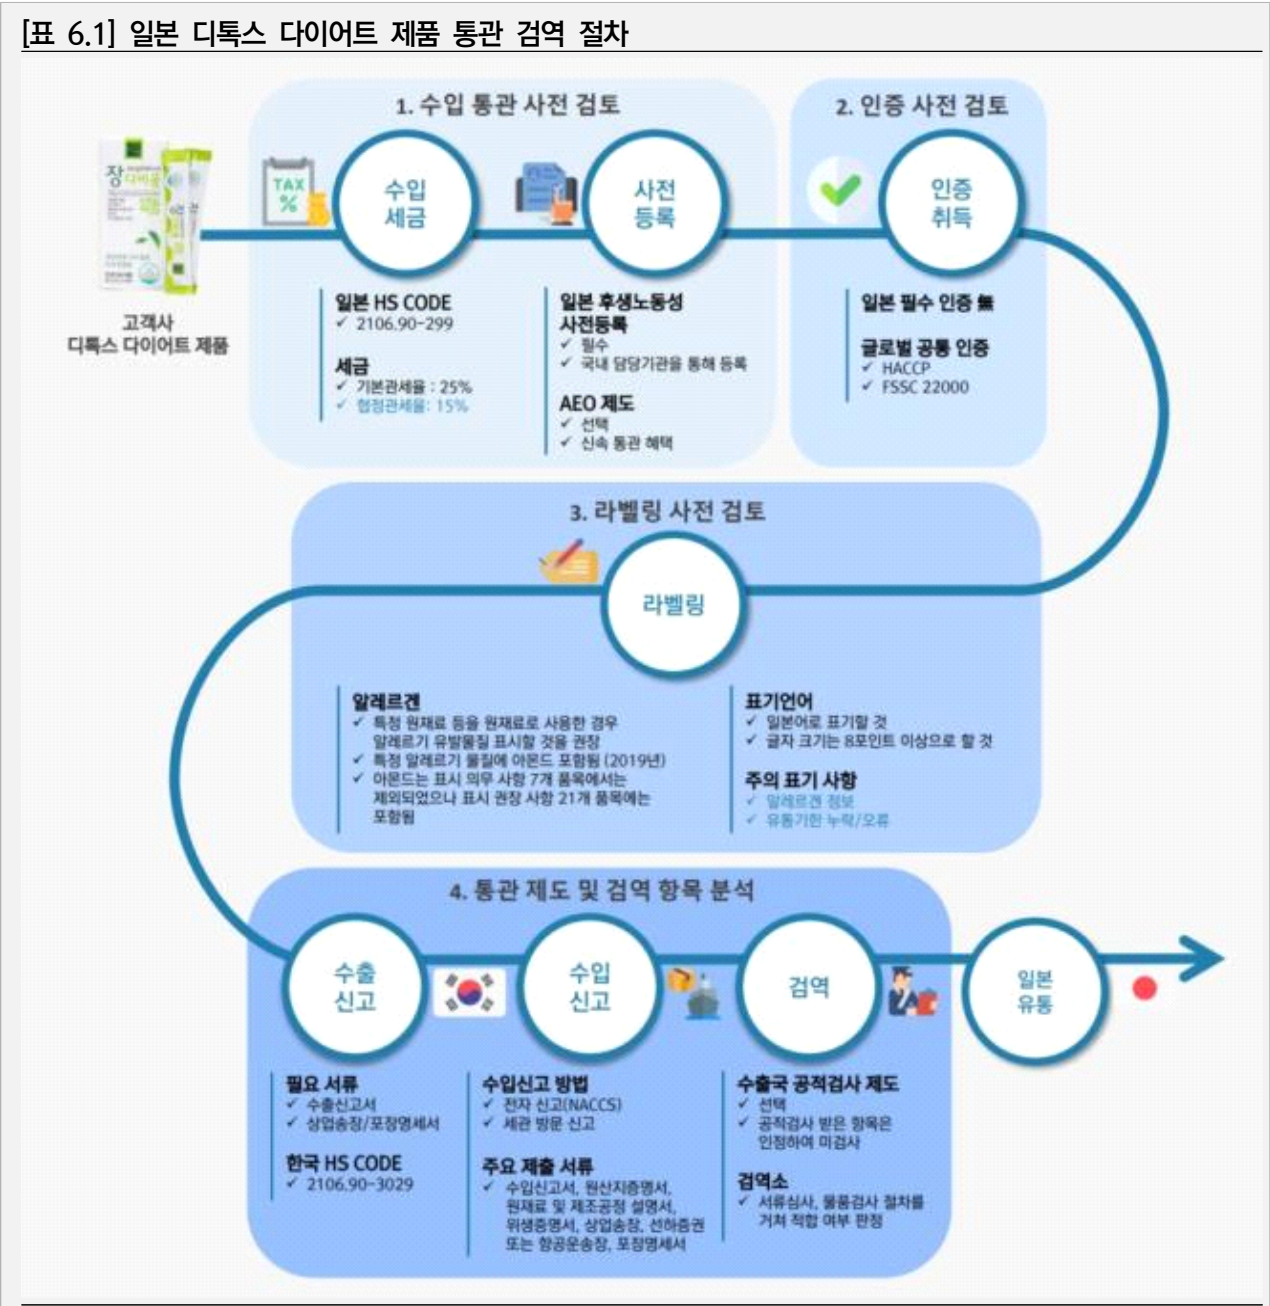 [표 6.1] 일본 디톡스 다이어트 제품 통관 검역 절차
1. 수입 통관 사전 검토
2. 인증 사전 검토
TAX
%
수입
세금
사전
등록
인증
취득
고객사
디톡스 다이어트 제품
일본 HS CODE
✓ 2106.90-299
세금
✓ 기본관세율 : 25%
✓ 협정관세율: 15%
일본 후생노동성
사전등록
✓ 필수
✓ 국내 담당기관을 통해 등록
AEO 제도
✓ 선택
✓ 신속 통관 혜택
일본 필수 인증 無
글로벌 공통 인증
✓ HACCP
✓ FSSC 22000
3. 라벨링 사전 검토
라벨링
알레르겐
✓ 특정 원재료 등을 원재료로 사용한 경우
알레르기 유발물질 표시할 것을 권장
✓ 특정 알레르기 물질에 아몬드 포함됨 (2019년)
✓ 아몬드는 표시 의무 사항 7개 품목에서는
제외되었으나 표시 권장 사항 21개 품목에는
포함됨
표기언어
✓ 일본어로 표기할 것
✓ 글자 크기는 8포인트 이상으로 할 것
주의 표기 사항
✓ 알레르겐 정보
✓ 유통기한 누락/오류
4. 통관 제도 및 검역 항목 분석
수출
신고
수입
신고
검역
일본
유통
필요 서류
✓ 수출신고서
✓ 상업송장/포장명세서
한국 HS CODE
✓ 2106.90-3029
수입신고 방법
✓ 전자 신고(NACCS)
✓ 세관 방문 신고
주요 제출 서류
✓ 수입신고서, 원산지증명서,
원재료 및 제조공정 설명서,
위생증명서, 상업송장, 선하증권
또는 항공운송장, 포장명세서
수출국 공적검사 제도
✓ 선택
✓ 공적검사 받은 항목은
인정하여 미검사
검역소
✓ 서류심사, 물품검사 절차를
거쳐 적합 여부 판정